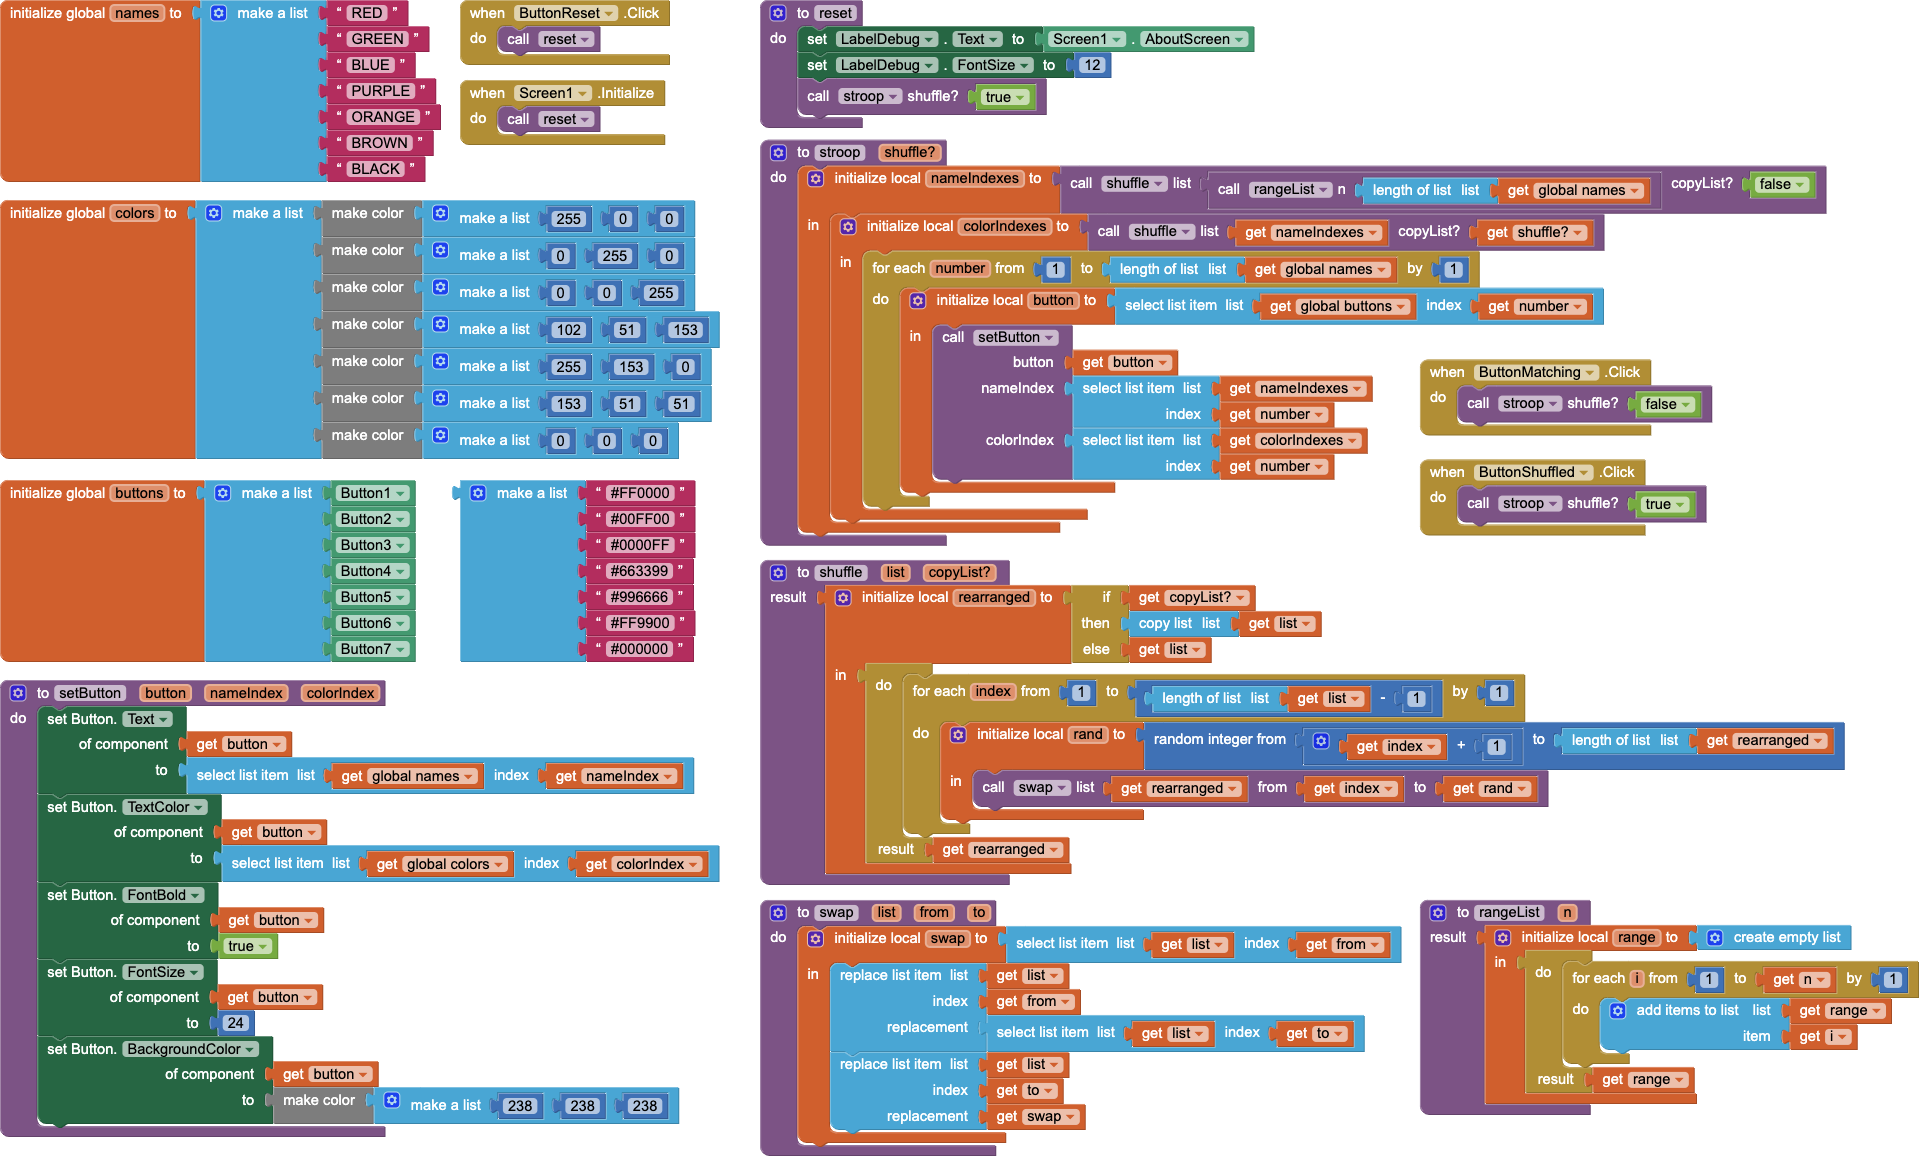 initialize global names to make a list " RED "
" GREEN "
" BLUE "
" PURPLE "
" ORANGE "
" BROWN "
" BLACK "
when ButtonReset .Click
do call reset
when Screen1 .Initialize
do call reset
initialize global colors to make a list make color make a list 255 0 0
make color make a list 0 255 0
make color make a list 0 0 255
make color make a list 102 51 153
make color make a list 255 153 0
make color make a list 153 51 51
make color make a list 0 0 0
initialize global buttons to make a list Button1
Button2
Button3
Button4
Button5
Button6
Button7
make a list " #FF0000 "
" #00FF00 "
" #0000FF "
" #663399 "
" #996666 "
" #FF9900 "
" #000000 "
to setButton button nameIndex colorIndex
do set Button. Text
of component get button
to select list item list get global names index get nameIndex
set Button. TextColor
of component get button
to select list item list get global colors index get colorIndex
set Button. FontBold
of component get button
to true
set Button. FontSize
of component get button
to 24
set Button. BackgroundColor
of component get button
to make color make a list 238 238 238
to reset
do set LabelDebug . Text to Screen1 . AboutScreen
set LabelDebug . FontSize to 12
call stroop shuffle? true
to stroop shuffle?
do initialize local nameIndexes to call shuffle list call rangeList n length of list list get global names copyList? false
in initialize local colorIndexes to call shuffle list get nameIndexes copyList? get shuffle?
in for each number from 1 to length of list list get global names by 1
do initialize local button to select list item list get global buttons index get number
in call setButton
button get button
nameIndex select list item list get nameIndexes
index get number
colorIndex select list item list get colorIndexes
index get number
when ButtonMatching .Click
do call stroop shuffle? false
when ButtonShuffled .Click
do call stroop shuffle? true
to shuffle list copyList?
result initialize local rearranged to if get copyList?
then copy list list get list
else get list
in do for each index from 1 to length of list list get list - 1 by 1
do initialize local rand to random integer from get index + 1 to length of list list get rearranged
in call swap list get rearranged from get index to get rand
result get rearranged
to swap list from to
do initialize local swap to select list item list get list index get from
in replace list item list get list
index get from
replacement select list item list get list index get to
replace list item list get list
index get to
replacement get swap
to rangeList n
result initialize local range to create empty list
in do for each i from 1 to get n by 1
do add items to list list get range
item get i
result get range